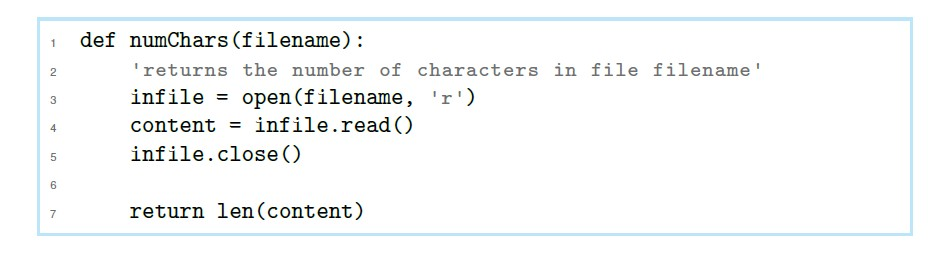 1 def numChars(filename):
2     'returns the number of characters in file filename'
3     infile = open(filename, 'r')
4     content = infile.read()
5     infile.close()
6
7     return len(content)